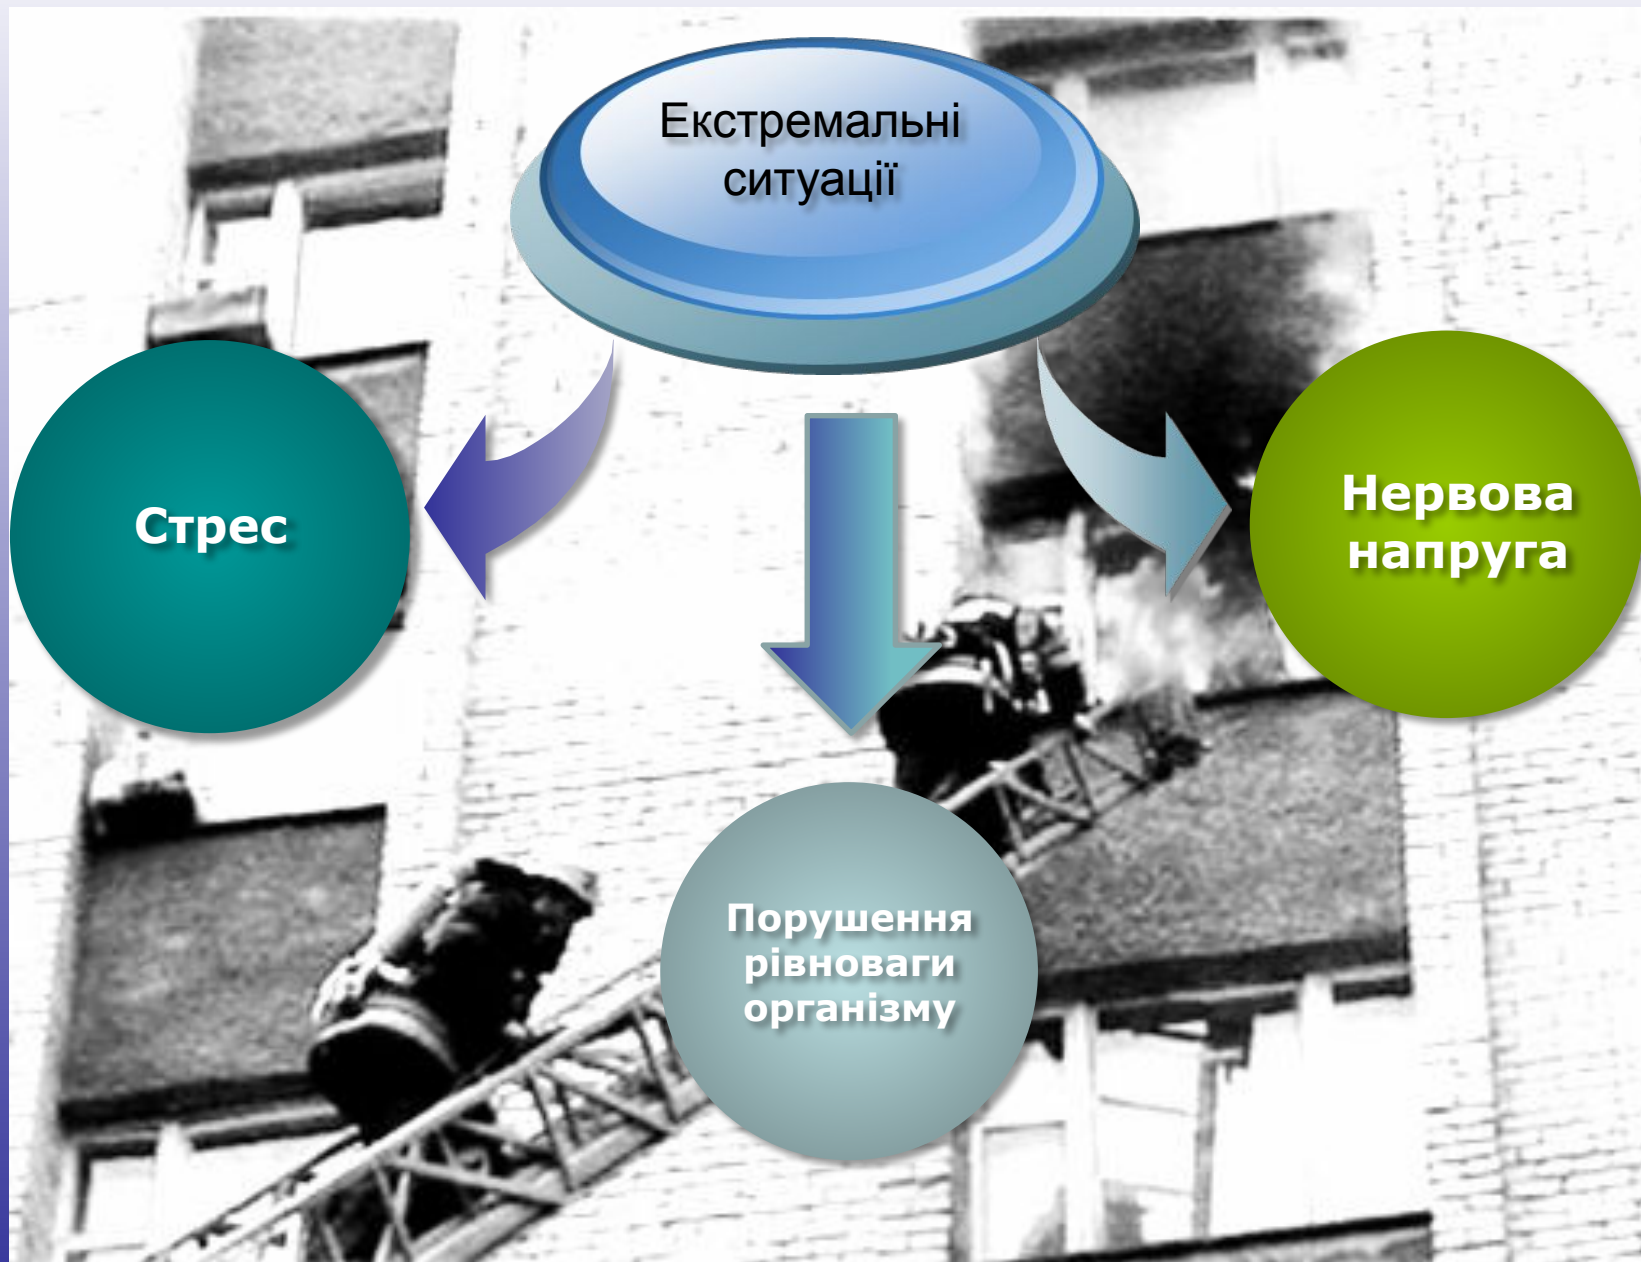 Екстремальні
ситуації
Стрес
Нервова
напруга
Порушення
рівноваги
організму